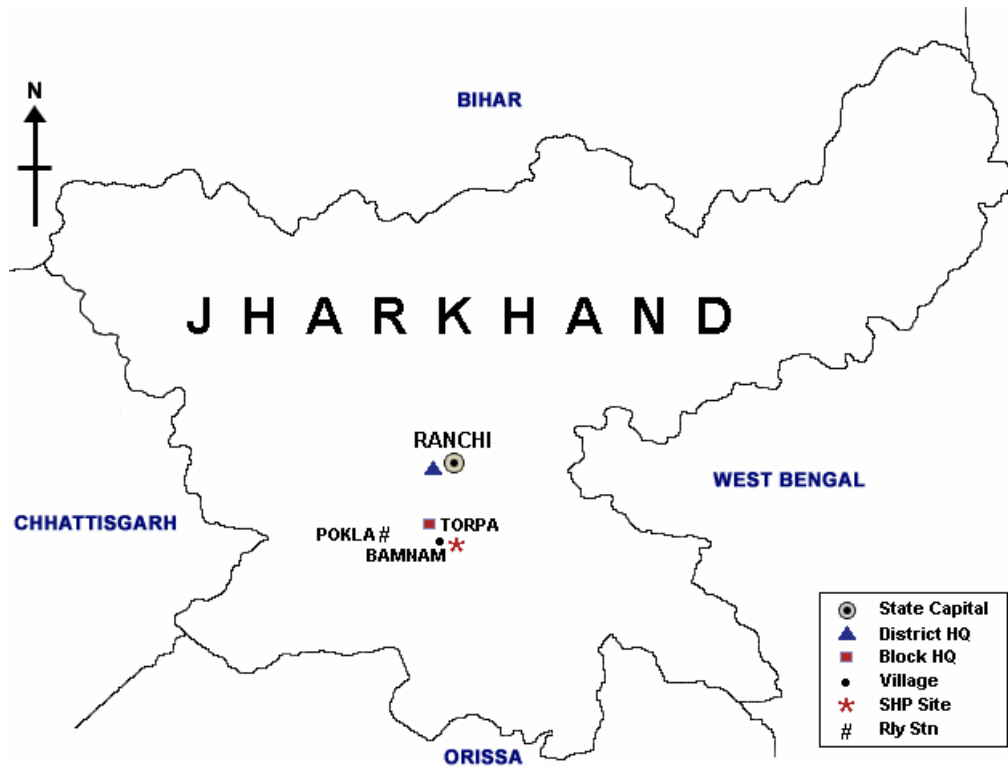 N
BIHAR
J H A R K H A N D
RANCHI
WEST BENGAL
CHHATTISGARH
POKLA #
TORPA
BAMNAM
State Capital
District HQ
Block HQ
Village
SHP Site
# Rly Stn
ORISSA